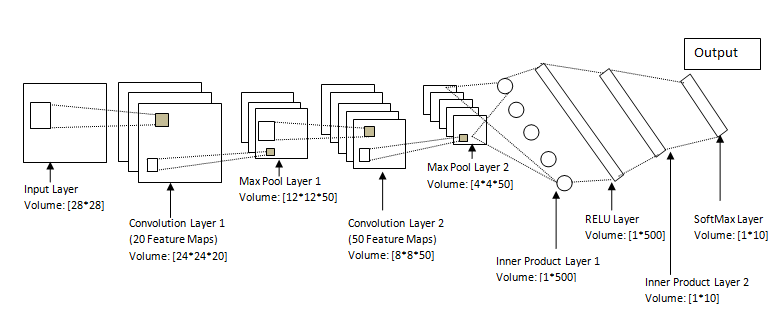 Output
Input Layer
Volume: [28*28]
Convolution Layer 1
(20 Feature Maps)
Volume: [24*24*20]
Max Pool Layer 1
Volume: [12*12*50]
Convolution Layer 2
(50 Feature Maps)
Volume: [8*8*50]
Max Pool Layer 2
Volume: [4*4*50]
Inner Product Layer 1
Volume: [1*500]
RELU Layer
Volume: [1*500]
Inner Product Layer 2
Volume: [1*10]
SoftMax Layer
Volume: [1*10]